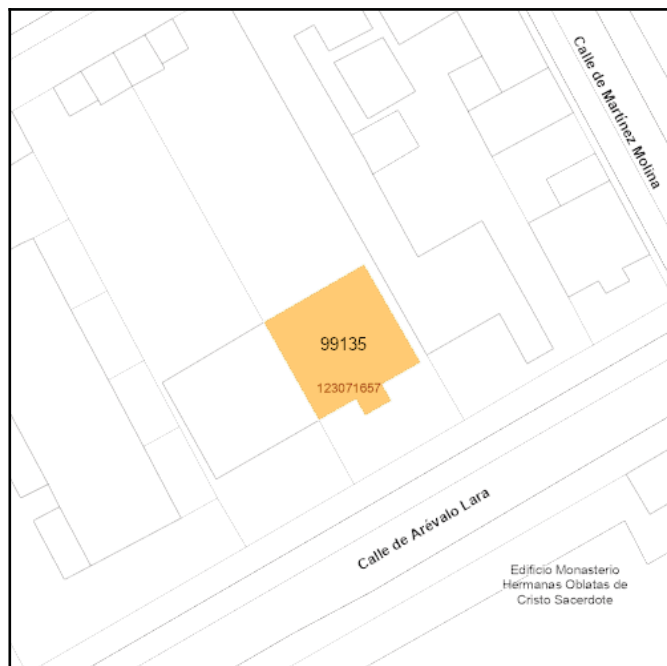 Calle de Martínez Molina
99135
123071657
Calle de Arévalo Lara
Edificio Monasterio
Hermanas Oblatas de
Cristo Sacerdote